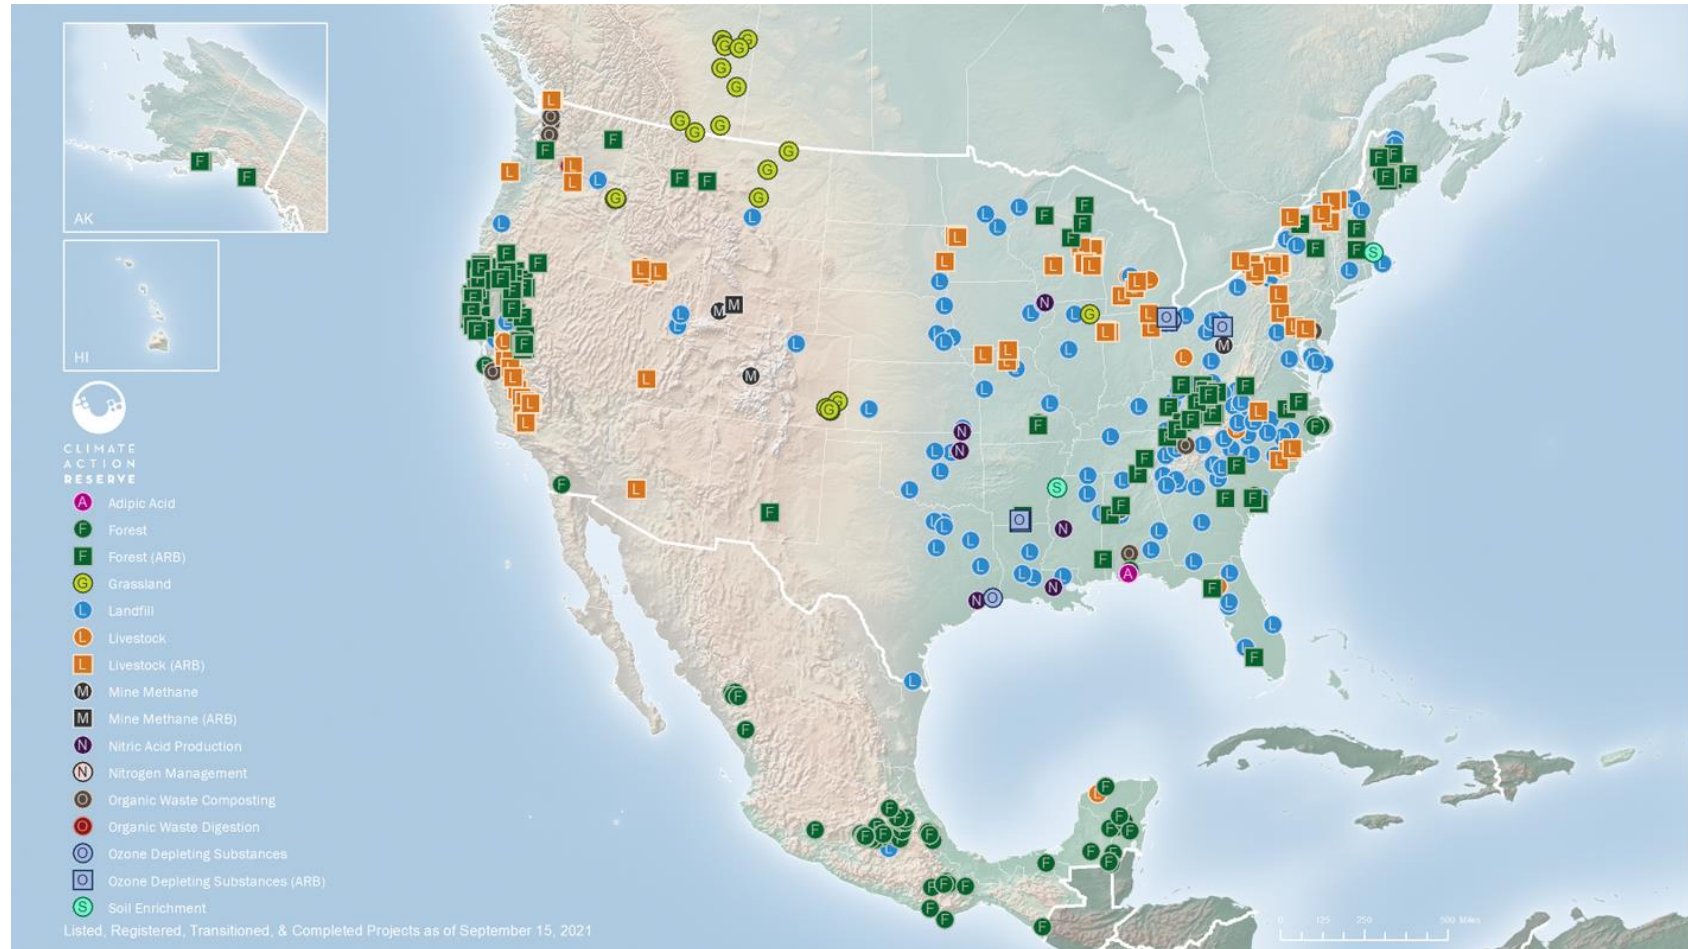 AK
HI
CLIMATE
ACTION
RESERVE
A Adipic Acid
F Forest
F Forest (ARB)
G Grassland
L Landfill
L Livestock
L Livestock (ARB)
M Mine Methane
M Mine Methane (ARB)
N Nitric Acid Production
N Nitrogen Management
O Organic Waste Composting
O Organic Waste Digestion
O Ozone Depleting Substances
O Ozone Depleting Substances (ARB)
S Soil Enrichment
Listed, Registered, Transitioned, & Completed Projects as of September 15, 2021
0 125 250 500 Miles